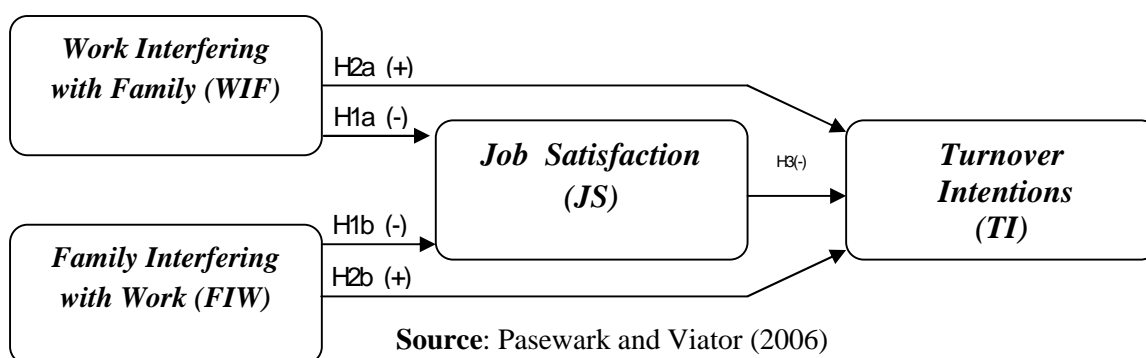 Work Interfering
with Family (WIF)
H2a (+)
H1a (-)
Job Satisfaction
(JS)
H3(-)
Turnover
Intentions
(TI)
Family Interfering
with Work (FIW)
H1b (-)
H2b (+)
Source: Pasewark and Viator (2006)